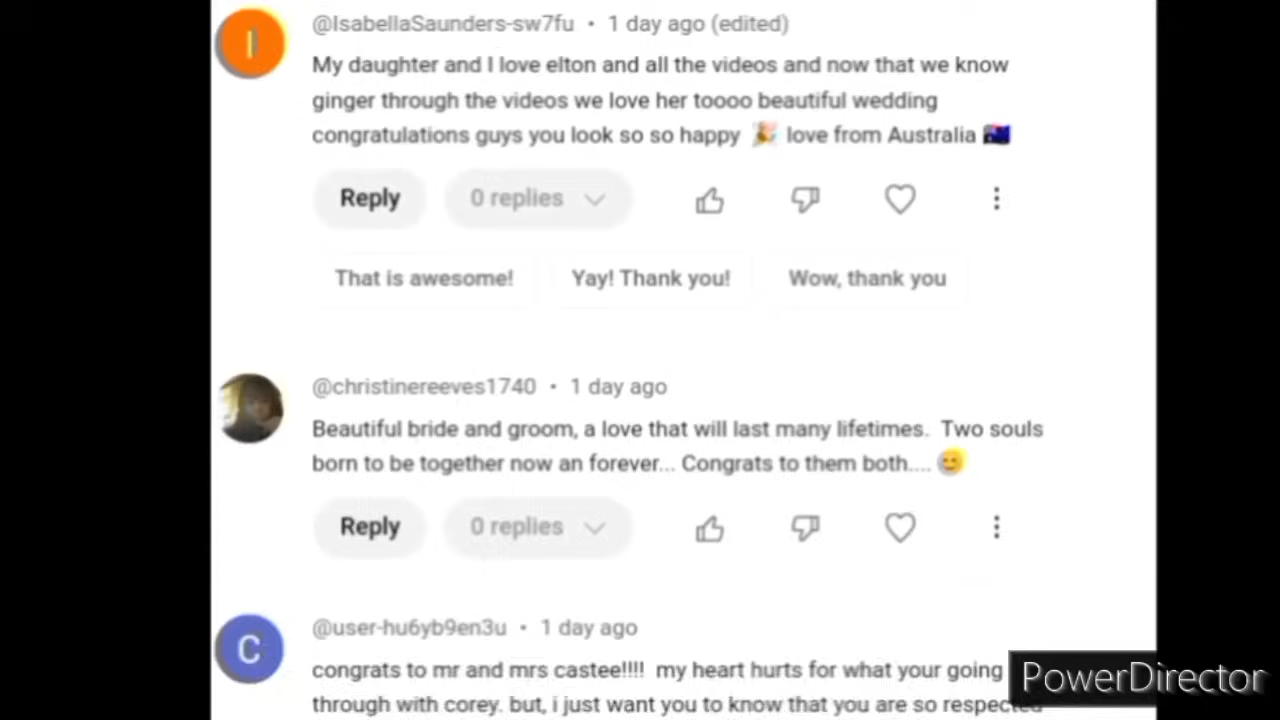 I
@IsabellaSaunders-sw7fu • 1 day ago (edited)
My daughter and I love elton and all the videos and now that we know
ginger through the videos we love her toooo beautiful wedding
congratulations guys you look so so happy 🎉 love from Australia 🇦🇺
Reply 0 replies
That is awesome! Yay! Thank you! Wow, thank you
@christinereeves1740 • 1 day ago
Beautiful bride and groom, a love that will last many lifetimes. Two souls
born to be together now an forever... Congrats to them both.... 😊
Reply 0 replies
C
@user-hu6yb9en3u • 1 day ago
congrats to mr and mrs castee!!!! my heart hurts for what your going
through with corey. but, i just want you to know that you are so respected
PowerDirector